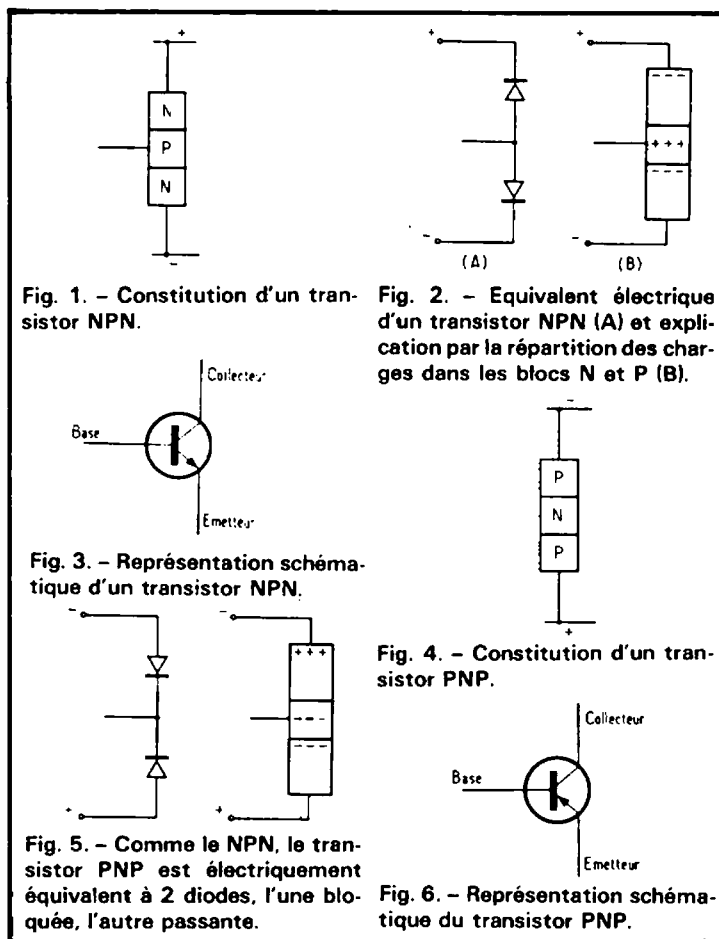 +
N
P
N
-
Fig. 1. – Constitution d'un tran-
sistor NPN.
+
-
(A)
+
+ + +
-
(B)
Fig. 2. – Equivalent électrique
d'un transistor NPN (A) et expli-
cation par la répartition des char-
ges dans les blocs N et P (B).
Collecteur
Base
Emetteur
Fig. 3. – Représentation schéma-
tique d'un transistor NPN.
-
P
N
P
+
Fig. 4. – Constitution d'un tran-
sistor PNP.
-
+
-
+ + +
- - -
- - - -
+
Fig. 5. – Comme le NPN, le tran-
sistor PNP est électriquement
équivalent à 2 diodes, l'une blo-
quée, l'autre passante.
Collecteur
Base
Emetteur
Fig. 6. – Représentation schéma-
tique du transistor PNP.